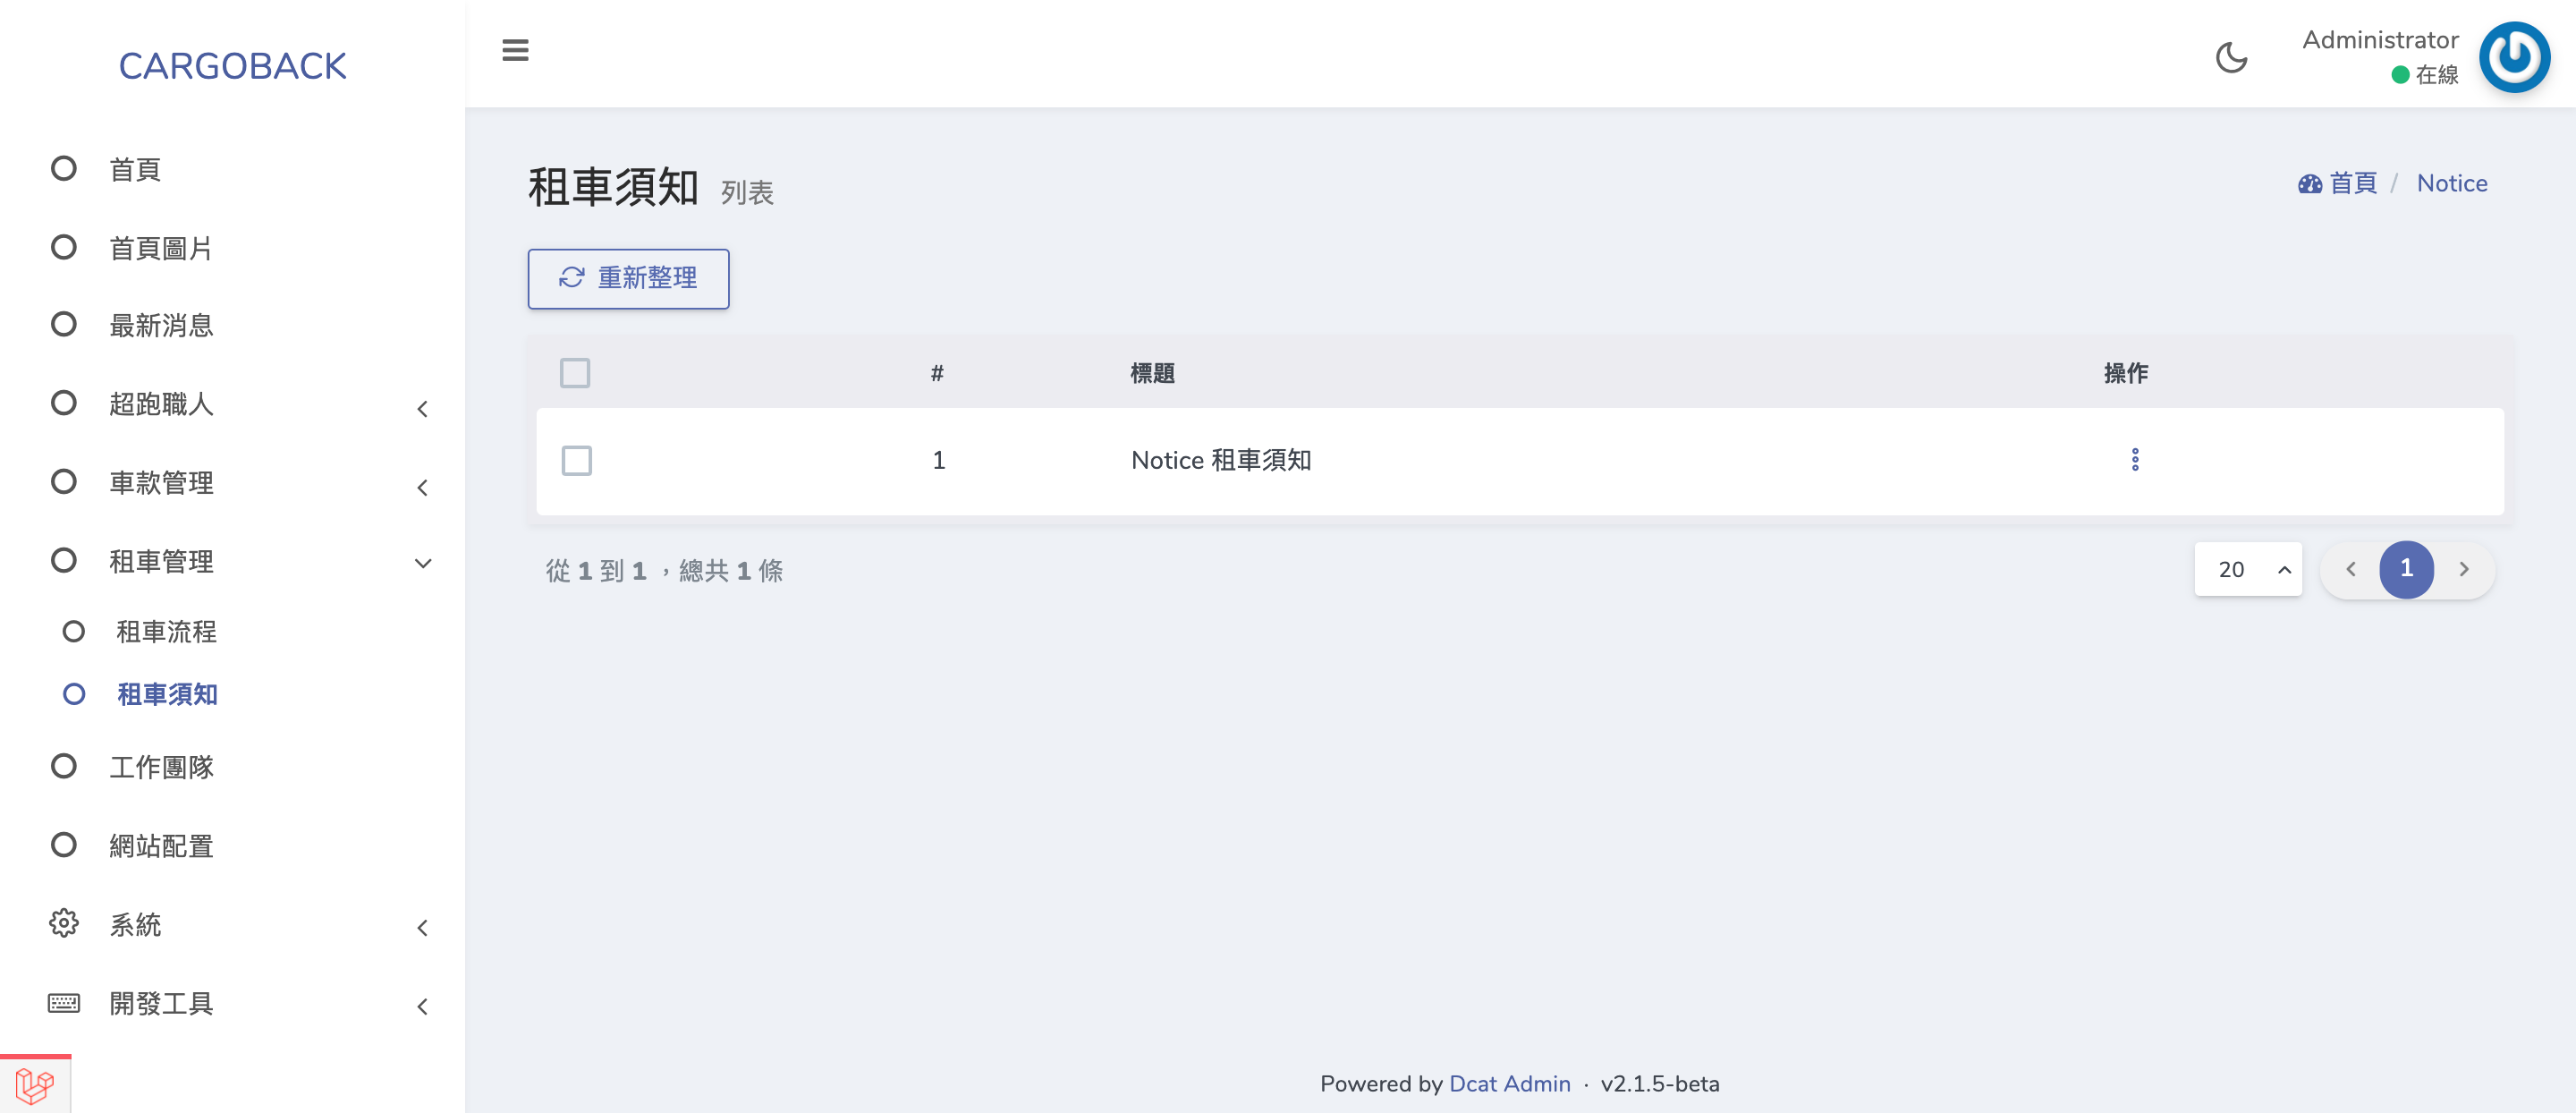 CARGOBACK
首頁
首頁圖片
最新消息
超跑職人
車款管理
租車管理
租車流程
租車須知
工作團隊
網站配置
系統
開發工具
Administrator
在線
租車須知 列表
首頁 / Notice
重新整理
# 標題 操作
1 Notice 租車須知
從 1 到 1 ，總共 1 條
20
1
Powered by Dcat Admin · v2.1.5-beta